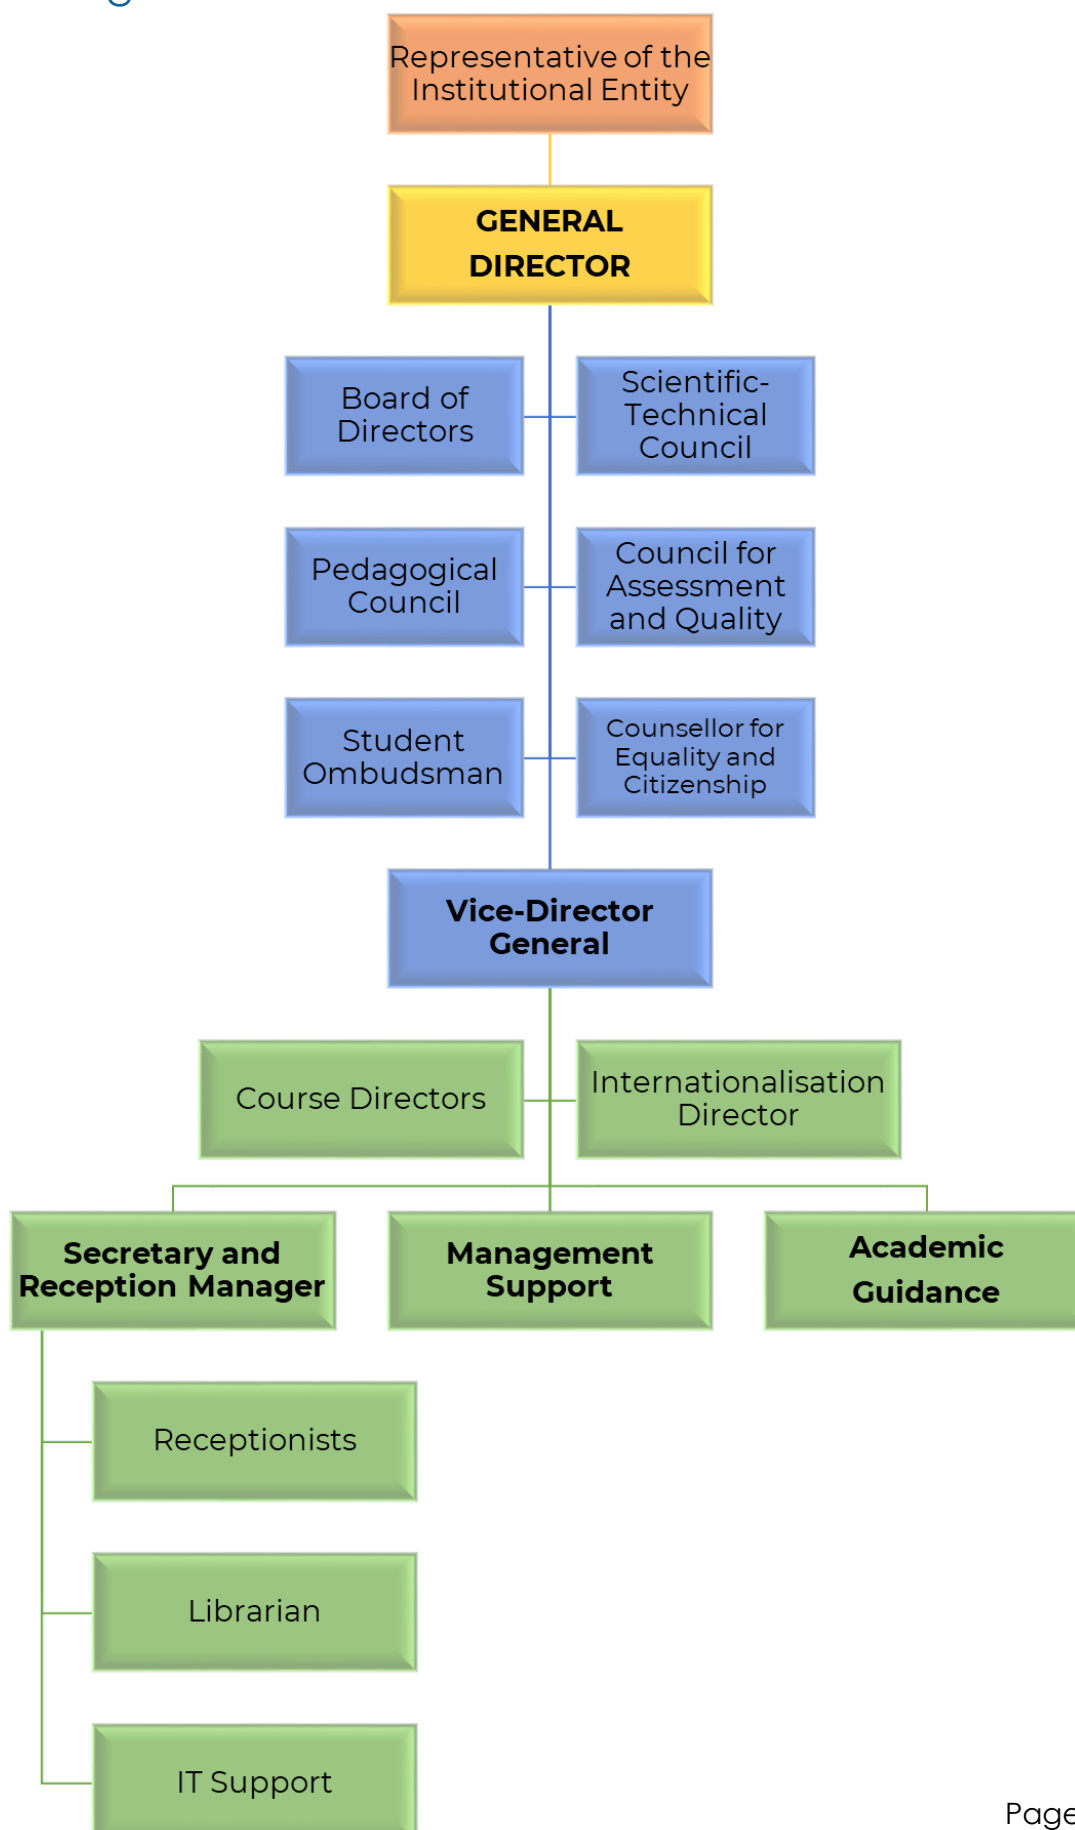 Representative of the
Institutional Entity
GENERAL
DIRECTOR
Board of
Directors
Scientific-
Technical
Council
Pedagogical
Council
Council for
Assessment
and Quality
Student
Ombudsman
Counsellor for
Equality and
Citizenship
Vice-Director
General
Course Directors
Internationalisation
Director
Secretary and
Reception Manager
Management
Support
Academic
Guidance
Receptionists
Librarian
IT Support
Page